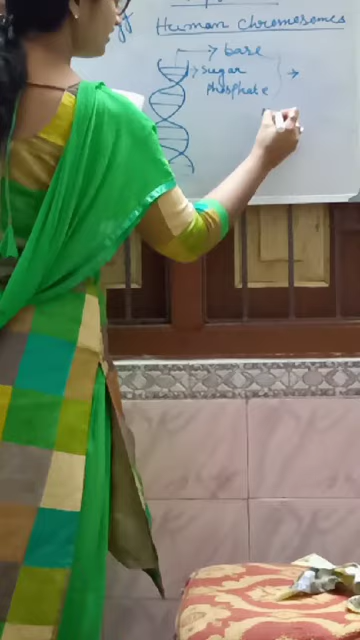 Human chromosomes
→ base
→ sugar →
phosphate